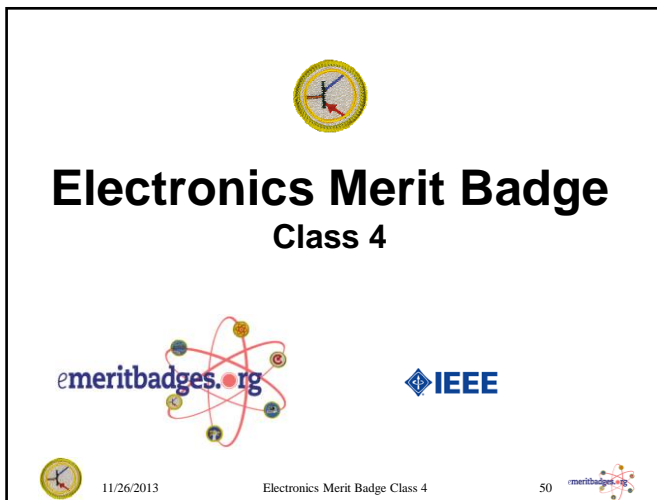 Electronics Merit Badge
Class 4
emeritbadges.org
IEEE
11/26/2013 Electronics Merit Badge Class 4 50 emeritbadges.org